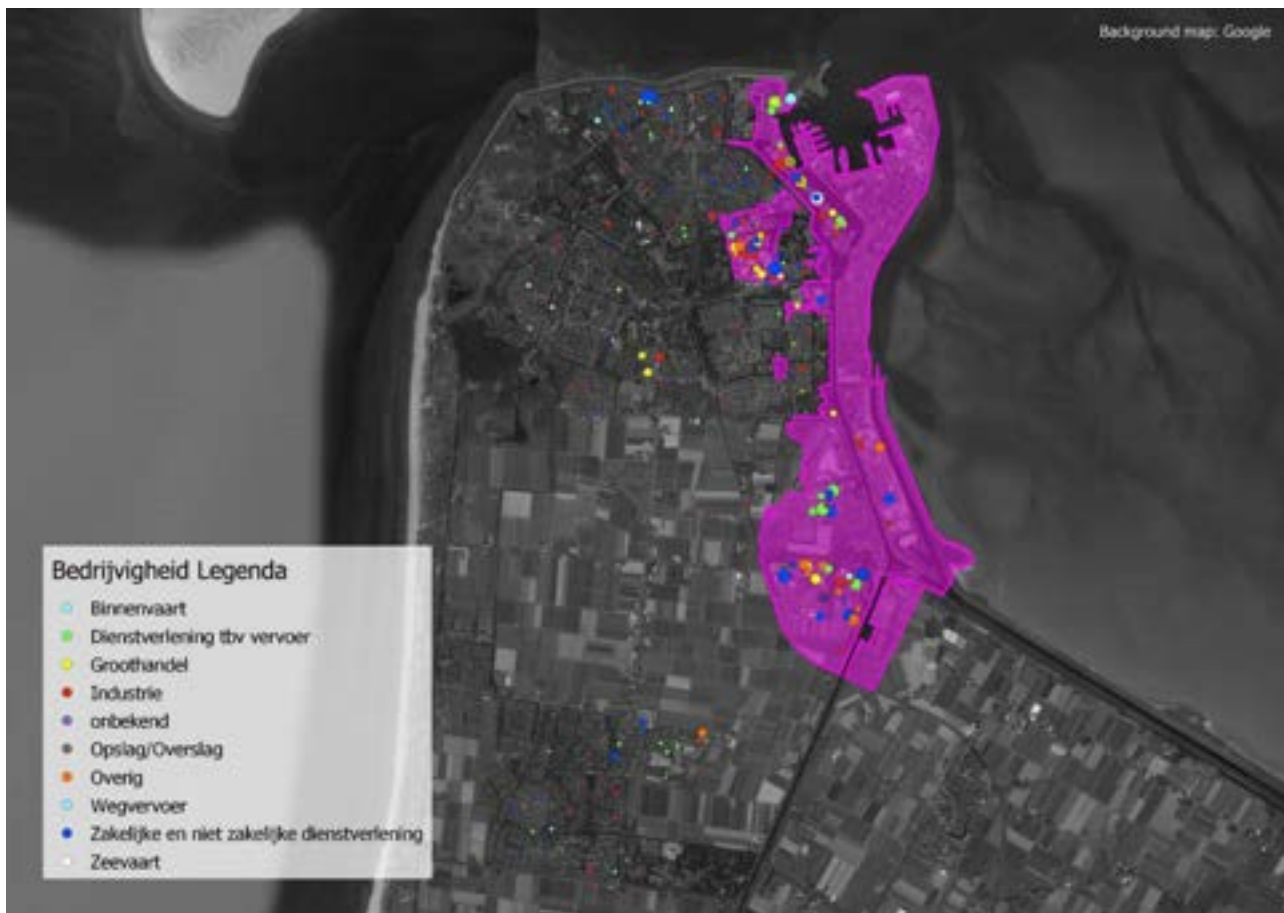 Background map: Google
Bedrijvigheid Legenda
Binnenvaart
Dienstverlening tbv vervoer
Groothandel
Industrie
onbekend
Opslag/Overslag
Overig
Wegvervoer
Zakelijke en niet zakelijke dienstverlening
Zeevaart